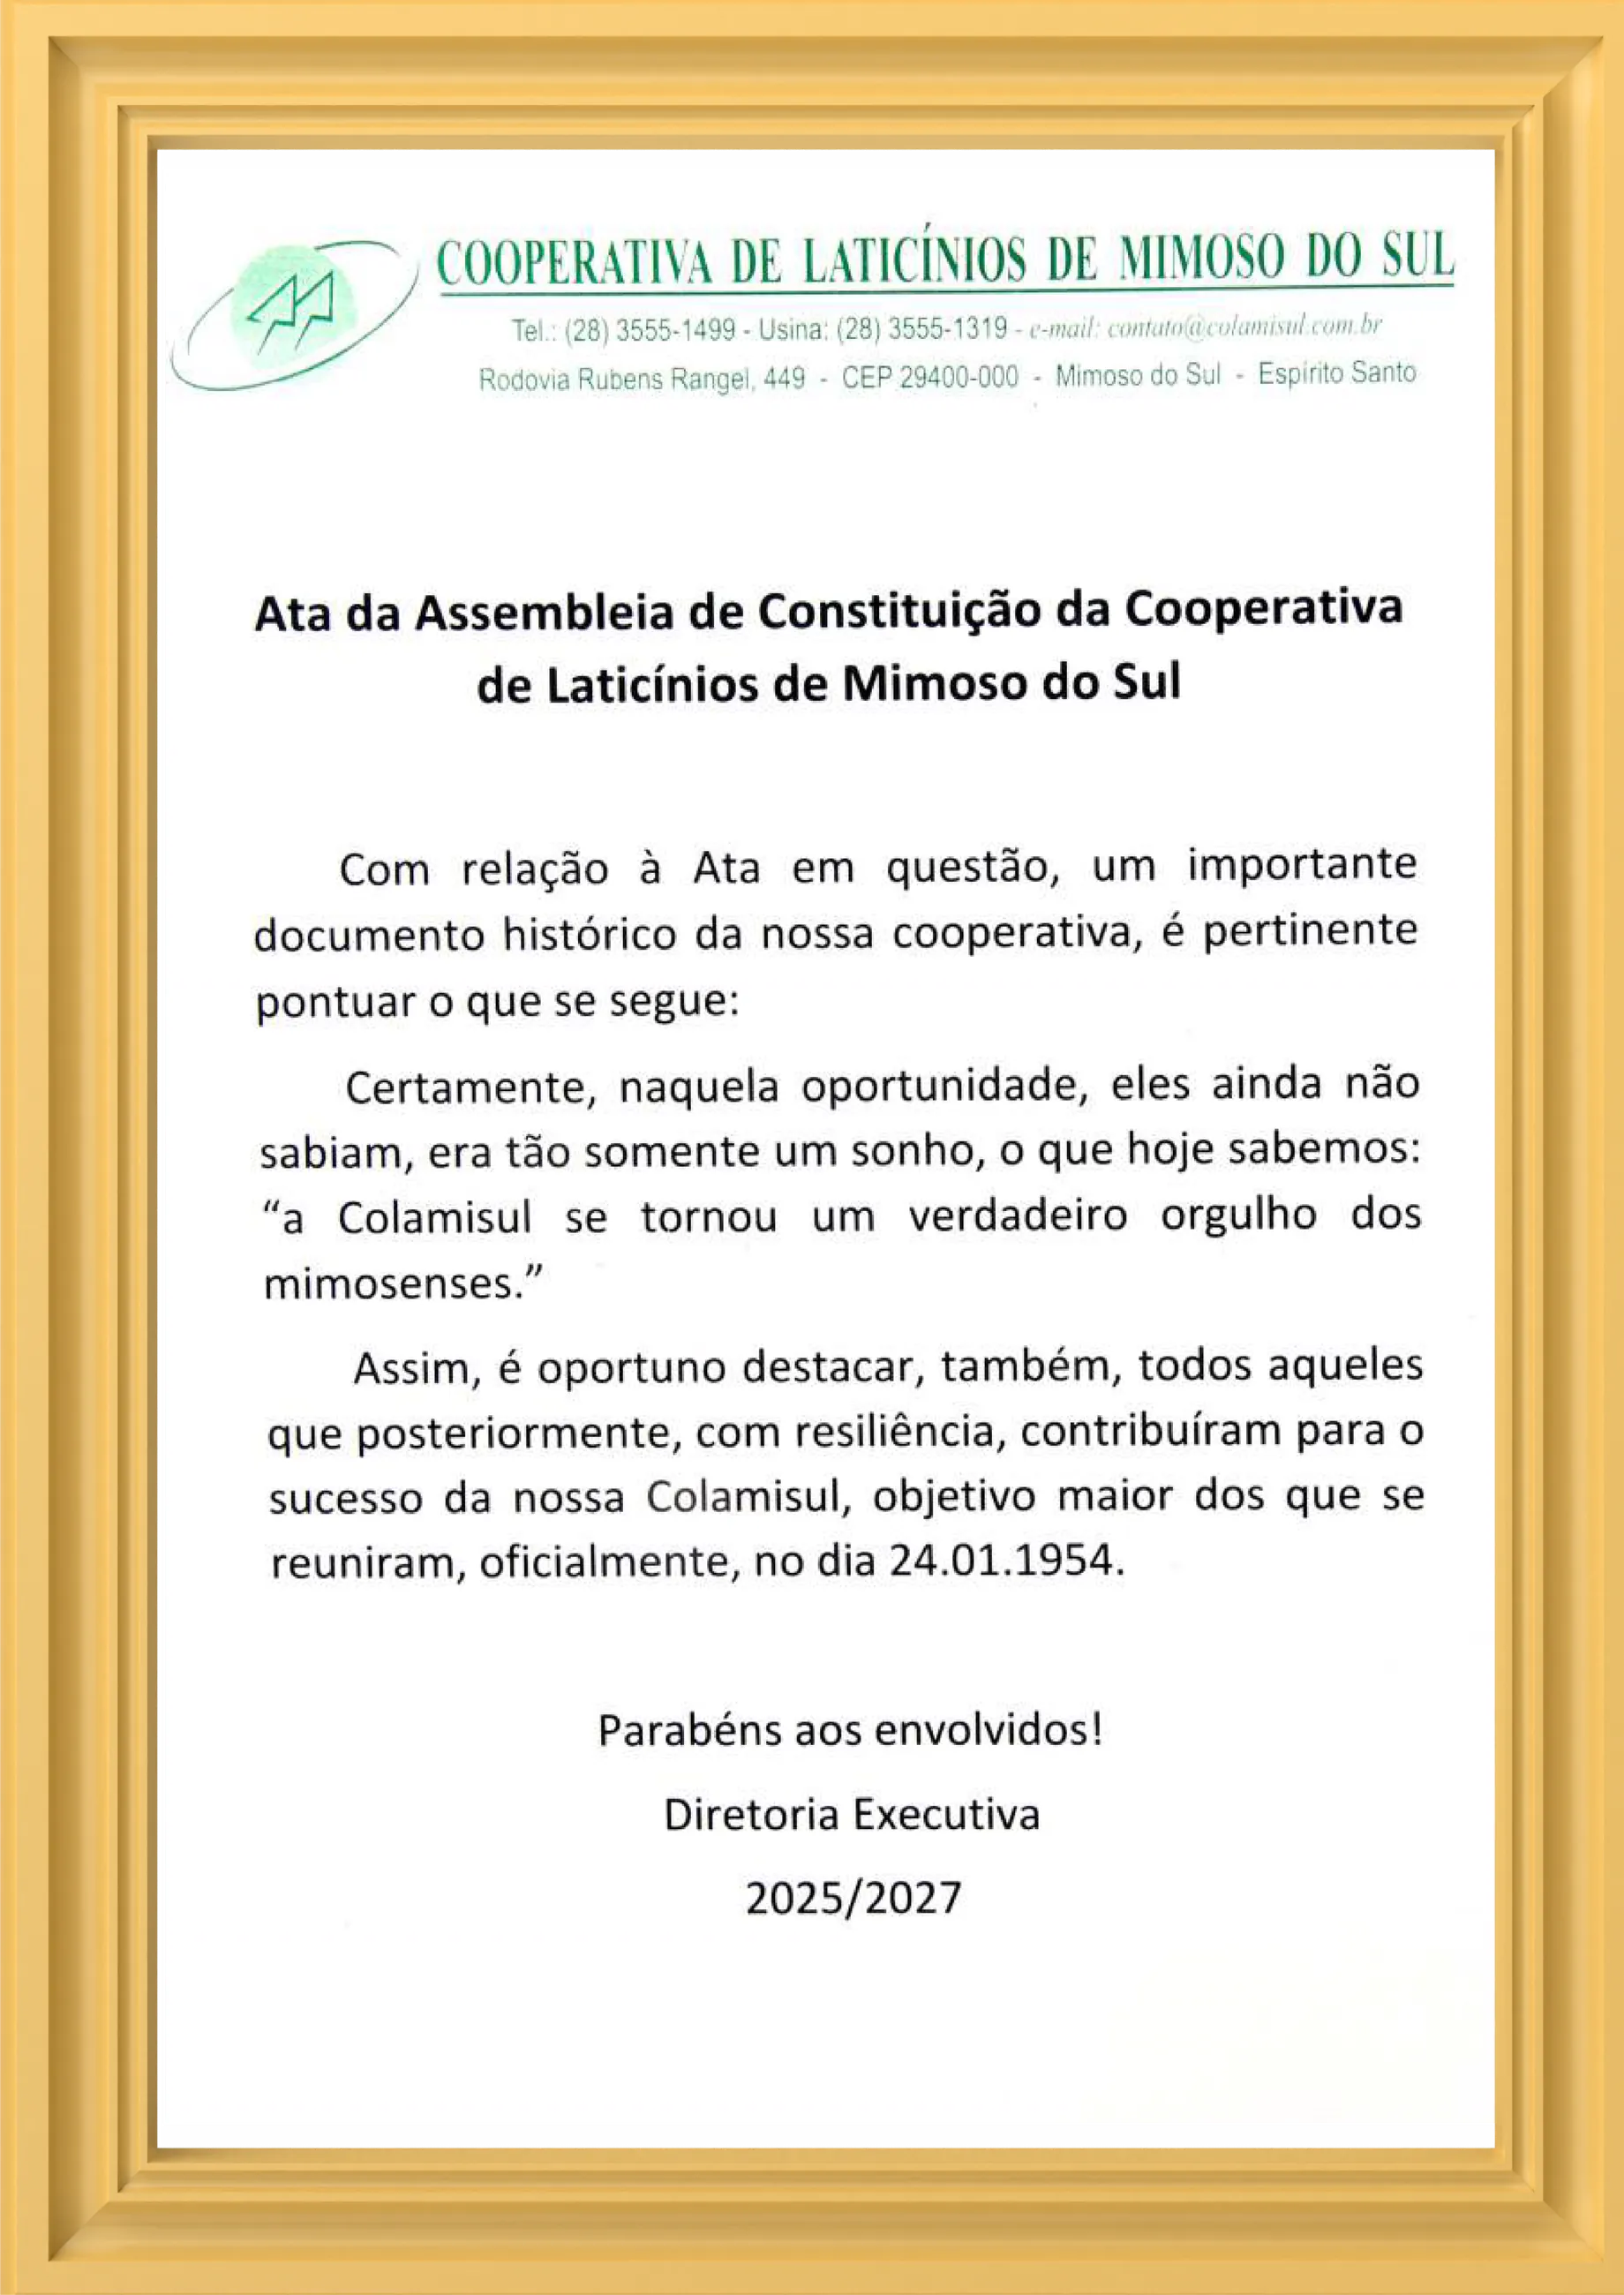 COOPERATIVA DE LATICÍNIOS DE MIMOSO DO SUL
Tel.: (28) 3555-1499 - Usina: (28) 3555-1319 - e-mail: contato@colamisul.com.br
Rodovia Rubens Rangel, 449 - CEP 29400-000 - Mimoso do Sul - Espírito Santo
Ata da Assembleia de Constituição da Cooperativa
de Laticínios de Mimoso do Sul
Com relação à Ata em questão, um importante
documento histórico da nossa cooperativa, é pertinente
pontuar o que se segue:
Certamente, naquela oportunidade, eles ainda não
sabiam, era tão somente um sonho, o que hoje sabemos:
“a Colamisul se tornou um verdadeiro orgulho dos
mimosenses.”
Assim, é oportuno destacar, também, todos aqueles
que posteriormente, com resiliência, contribuíram para o
sucesso da nossa Colamisul, objetivo maior dos que se
reuniram, oficialmente, no dia 24.01.1954.
Parabéns aos envolvidos!
Diretoria Executiva
2025/2027